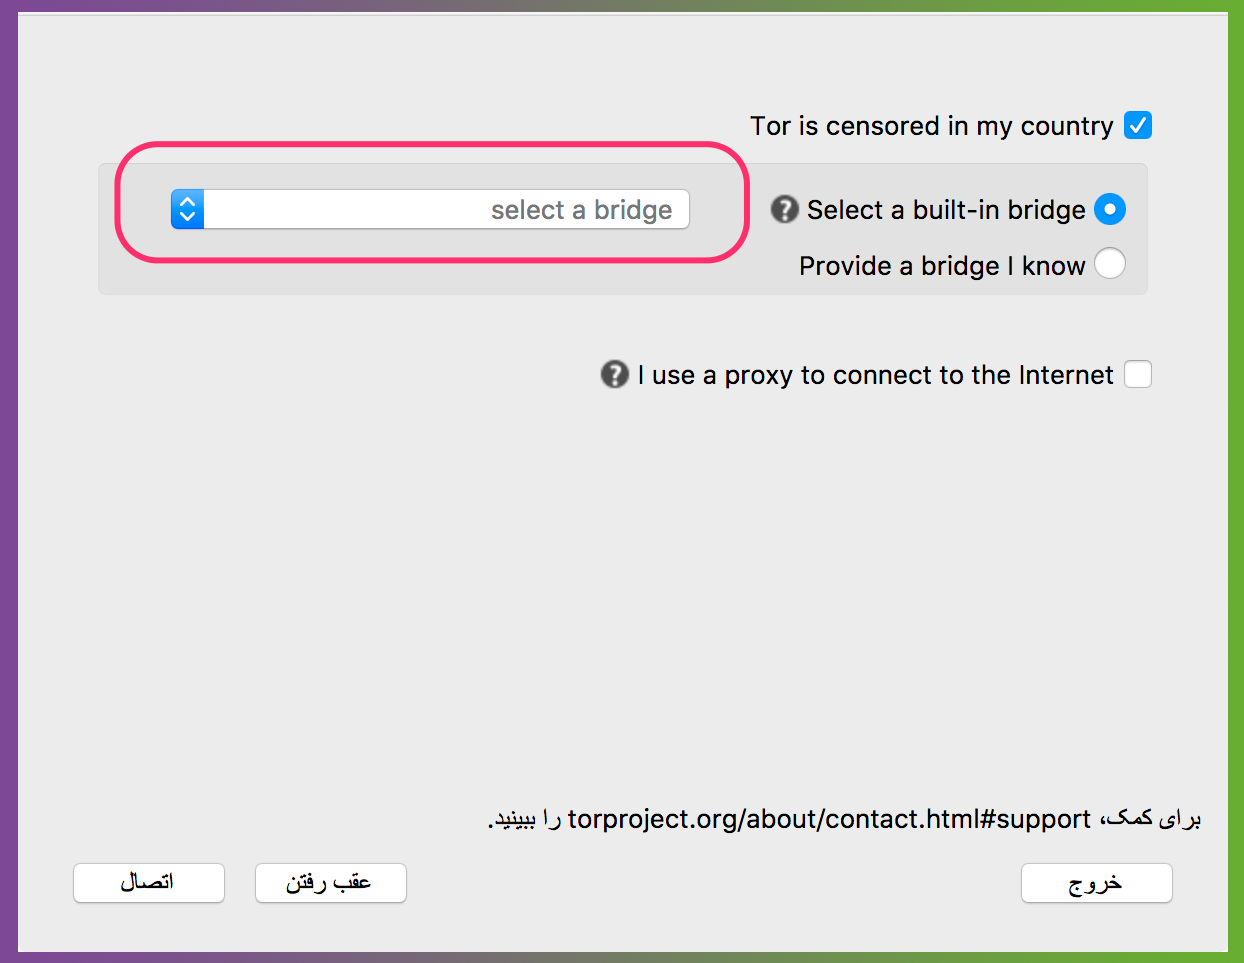 Tor is censored in my country
Select a built-in bridge
select a bridge
Provide a bridge I know
I use a proxy to connect to the Internet
برای کمک، torproject.org/about/contact.html#support را ببینید.
خروج
عقب رفتن
اتصال